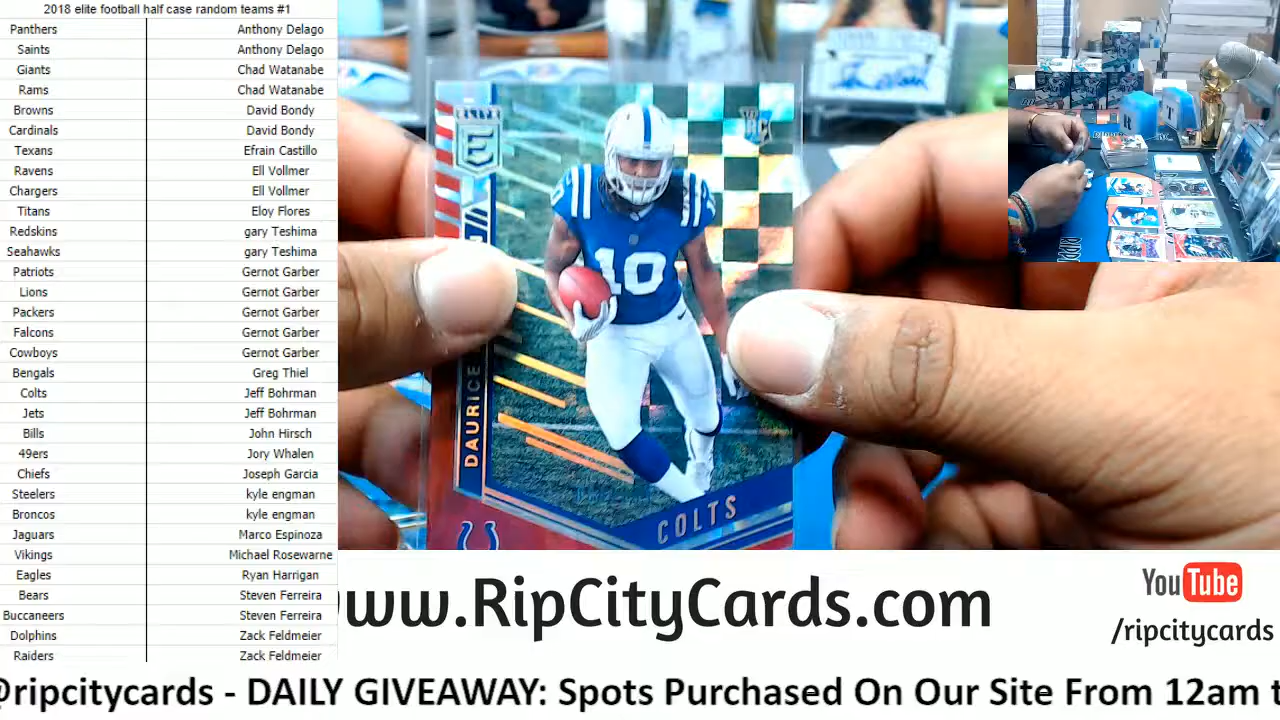 2018 elite football half case random teams #1
Panthers Anthony Delago
Saints Anthony Delago
Giants Chad Watanabe
Rams Chad Watanabe
Browns David Bondy
Cardinals David Bondy
Texans Efrain Castillo
Ravens Ell Vollmer
Chargers Ell Vollmer
Titans Eloy Flores
Redskins gary Teshima
Seahawks gary Teshima
Patriots Gernot Garber
Lions Gernot Garber
Packers Gernot Garber
Falcons Gernot Garber
Cowboys Gernot Garber
Bengals Greg Thiel
Colts Jeff Bohrman
Jets Jeff Bohrman
Bills John Hirsch
49ers Jory Whalen
Chiefs Joseph Garcia
Steelers kyle engman
Broncos kyle engman
Jaguars Marco Espinoza
Vikings Michael Rosewarne
Eagles Ryan Harrigan
Bears Steven Ferreira
Buccaneers Steven Ferreira
Dolphins Zack Feldmeier
Raiders Zack Feldmeier
E
RC
10
DAURICE
COLTS
www.RipCityCards.com
YouTube
/ripcitycards
@ripcitycards - DAILY GIVEAWAY: Spots Purchased On Our Site From 12am t